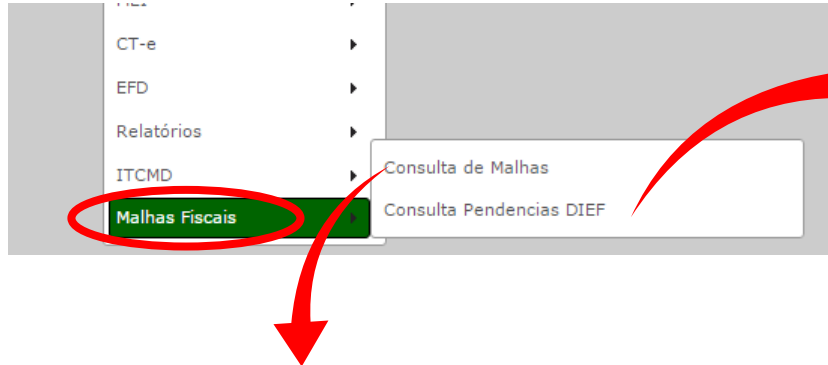 CT-e
EFD
Relatórios
ITCMD
Malhas Fiscais
Consulta de Malhas
Consulta Pendencias DIEF